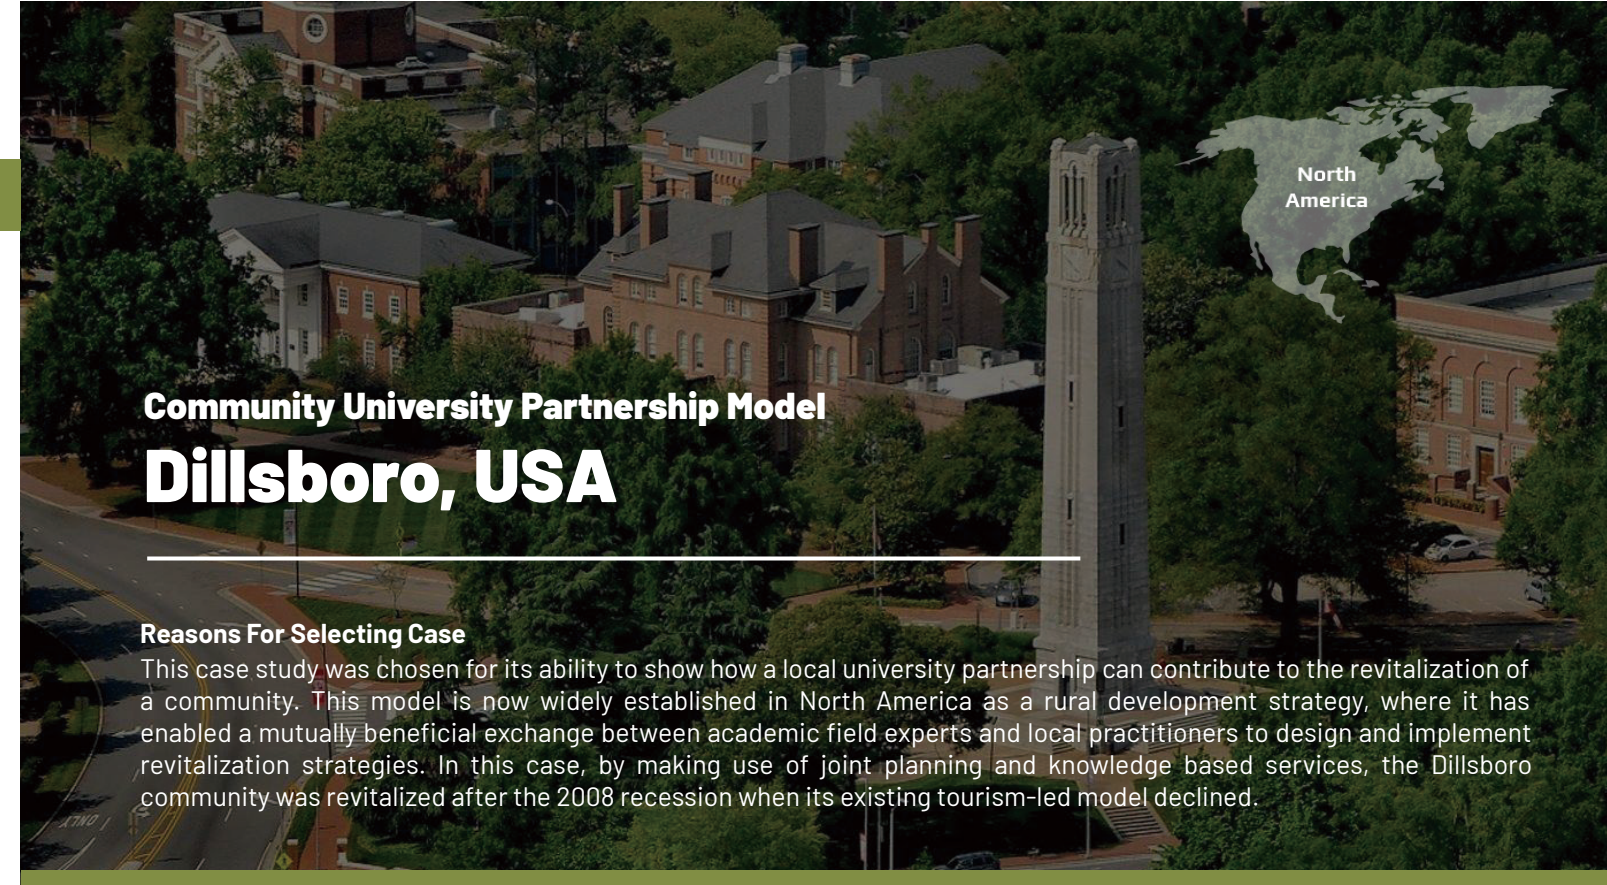 North
America
Community University Partnership Model
Dillsboro, USA
Reasons For Selecting Case
This case study was chosen for its ability to show how a local university partnership can contribute to the revitalization of
a community. This model is now widely established in North America as a rural development strategy, where it has
enabled a mutually beneficial exchange between academic field experts and local practitioners to design and implement
revitalization strategies. In this case, by making use of joint planning and knowledge based services, the Dillsboro
community was revitalized after the 2008 recession when its existing tourism-led model declined.
ONLY